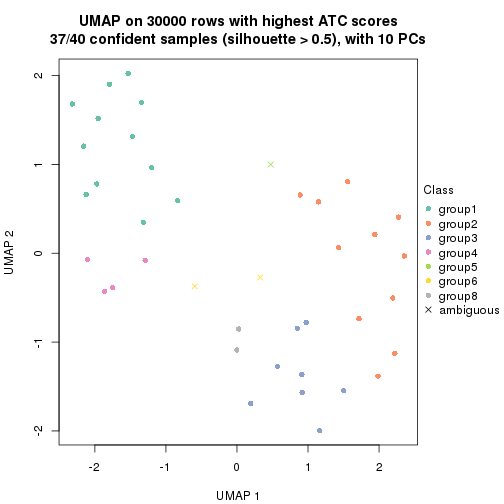 UMAP on 30000 rows with highest ATC scores
37/40 confident samples (silhouette > 0.5), with 10 PCs
2
1
0
-1
-2
UMAP 2
-2
-1
0
1
2
UMAP 1
Class
group1
group2
group3
group4
group5
group6
group8
ambiguous